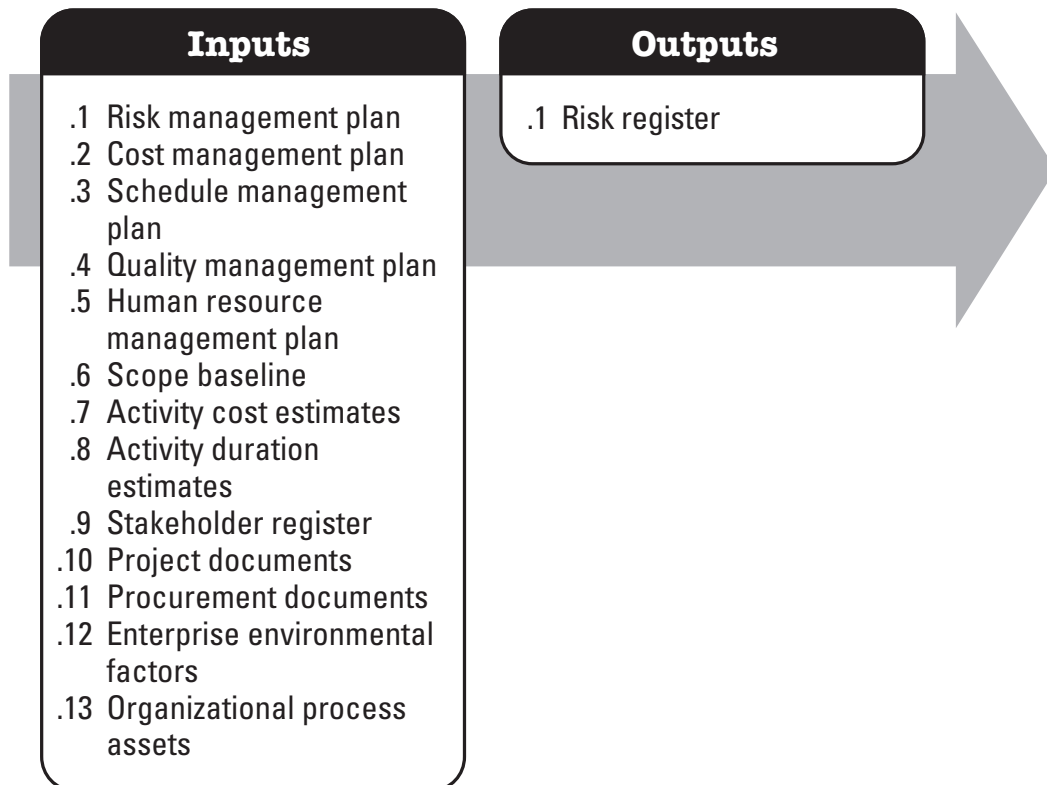 Inputs
.1 Risk management plan
.2 Cost management plan
.3 Schedule management
plan
.4 Quality management plan
.5 Human resource
management plan
.6 Scope baseline
.7 Activity cost estimates
.8 Activity duration
estimates
.9 Stakeholder register
.10 Project documents
.11 Procurement documents
.12 Enterprise environmental
factors
.13 Organizational process
assets
Outputs
.1 Risk register